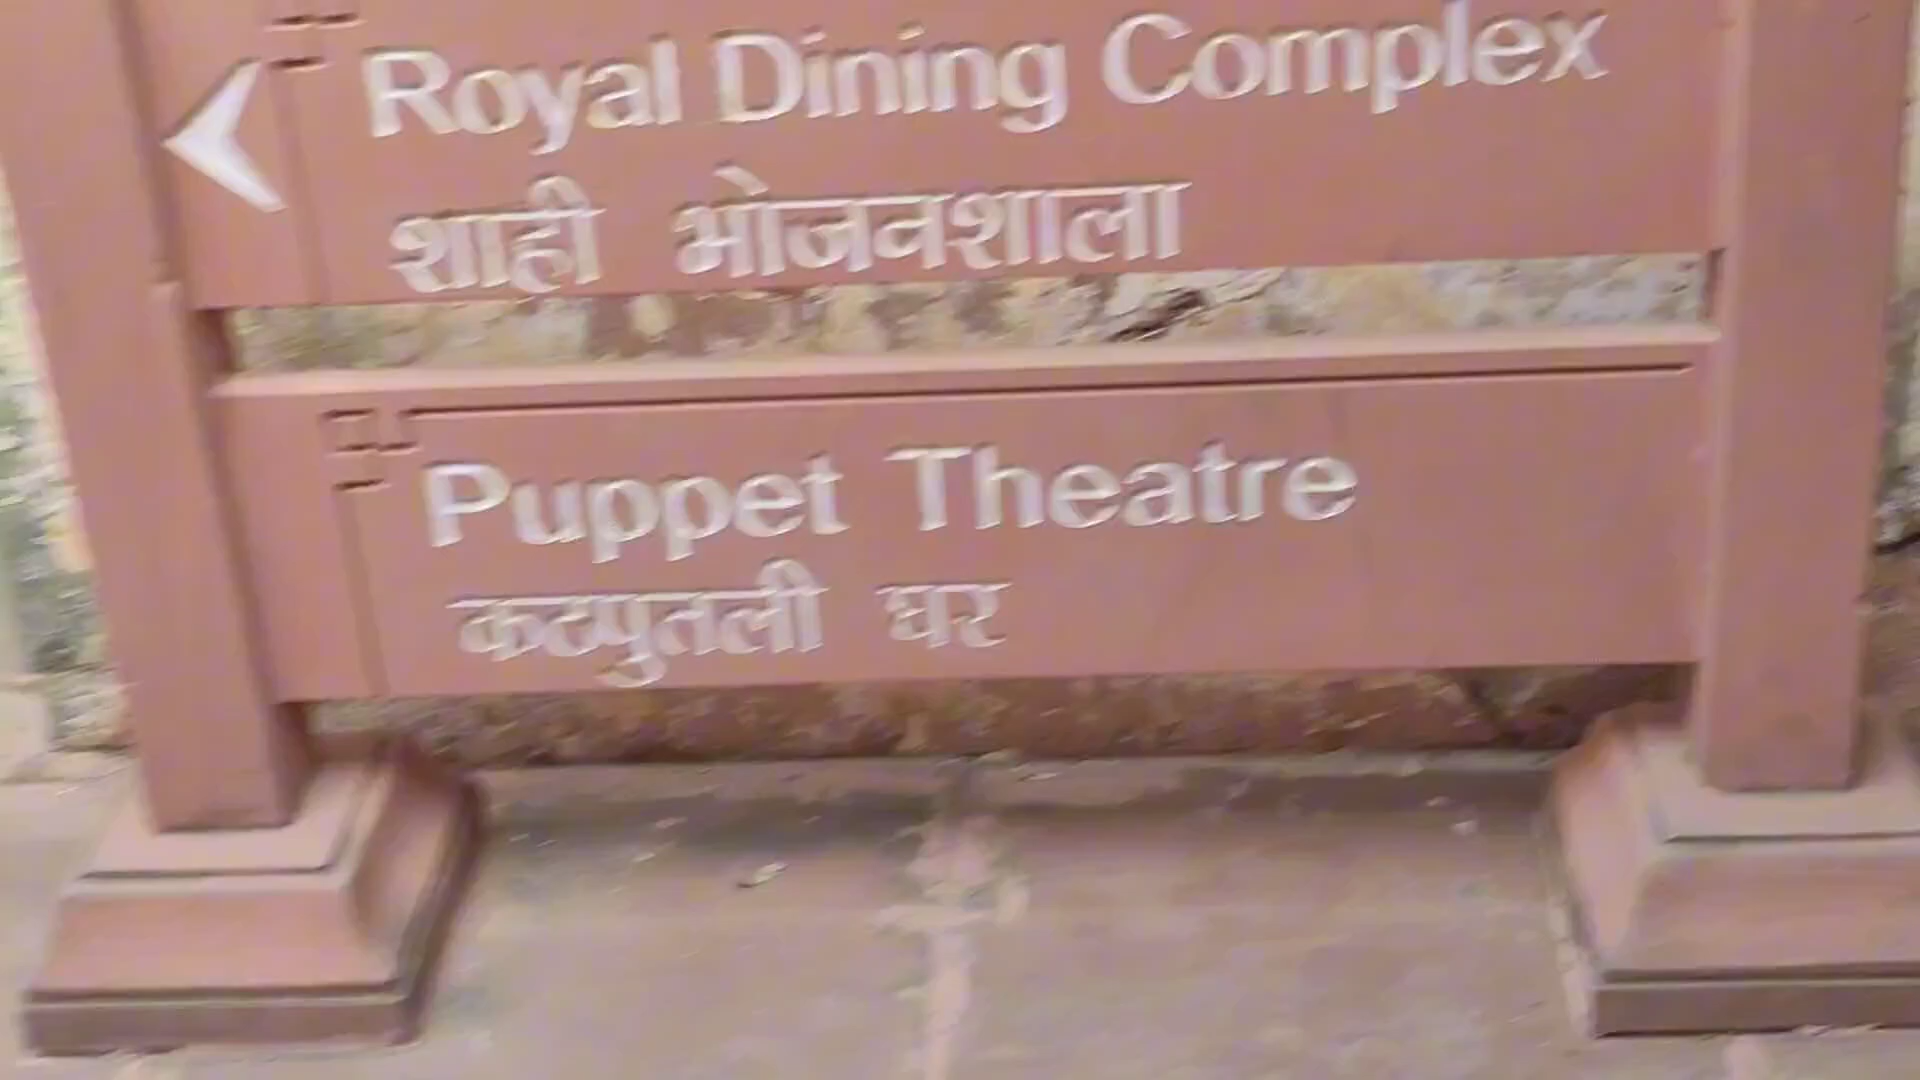 Royal Dining Complex
शाही भोजनशाला
Puppet Theatre
कठपुतली घर